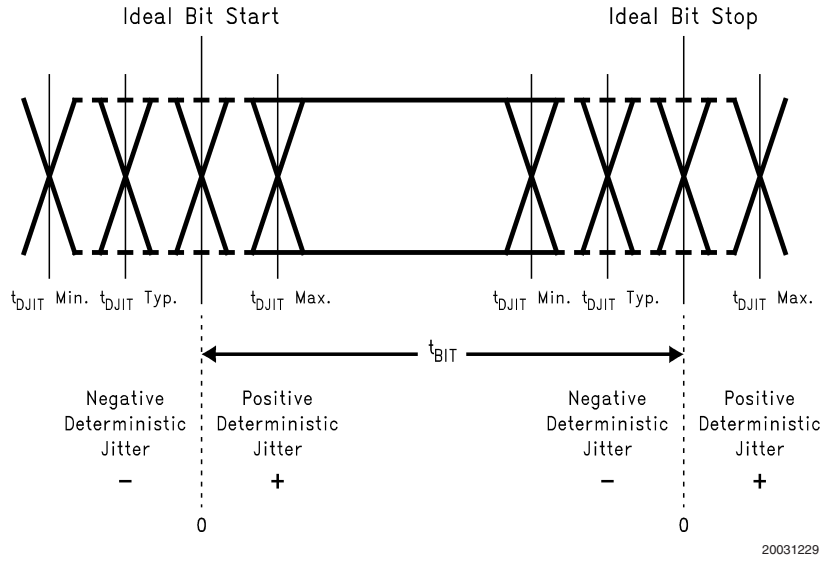 Ideal Bit Start Ideal Bit Stop
tDJIT Min. tDJIT Typ. tDJIT Max. tDJIT Min. tDJIT Typ. tDJIT Max.
tBIT
Negative Positive Negative Positive
Deterministic Deterministic Deterministic Deterministic
Jitter Jitter Jitter Jitter
− + − +
0 0
20031229